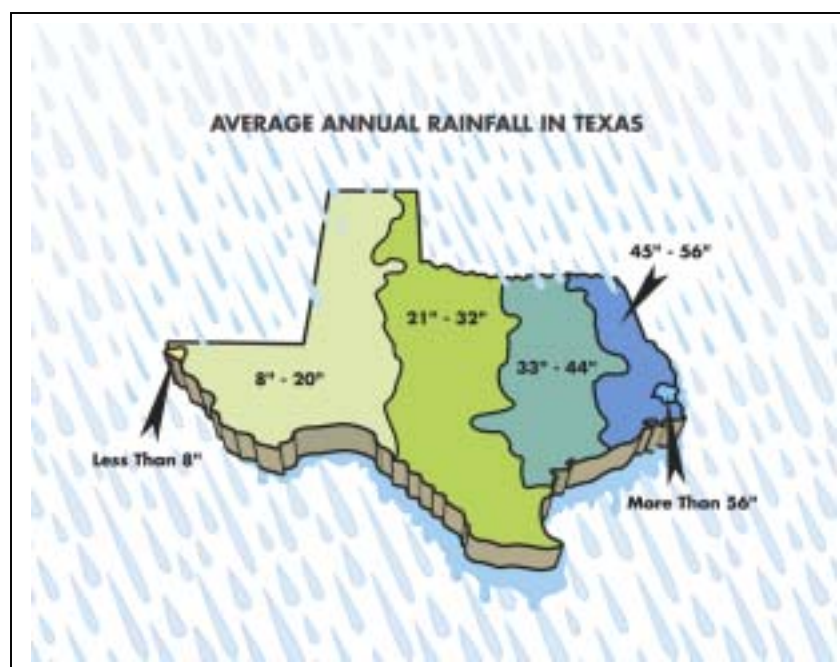 AVERAGE ANNUAL RAINFALL IN TEXAS
45" - 56"
21" - 32"
33" - 44"
8" - 20"
Less Than 8"
More Than 56"